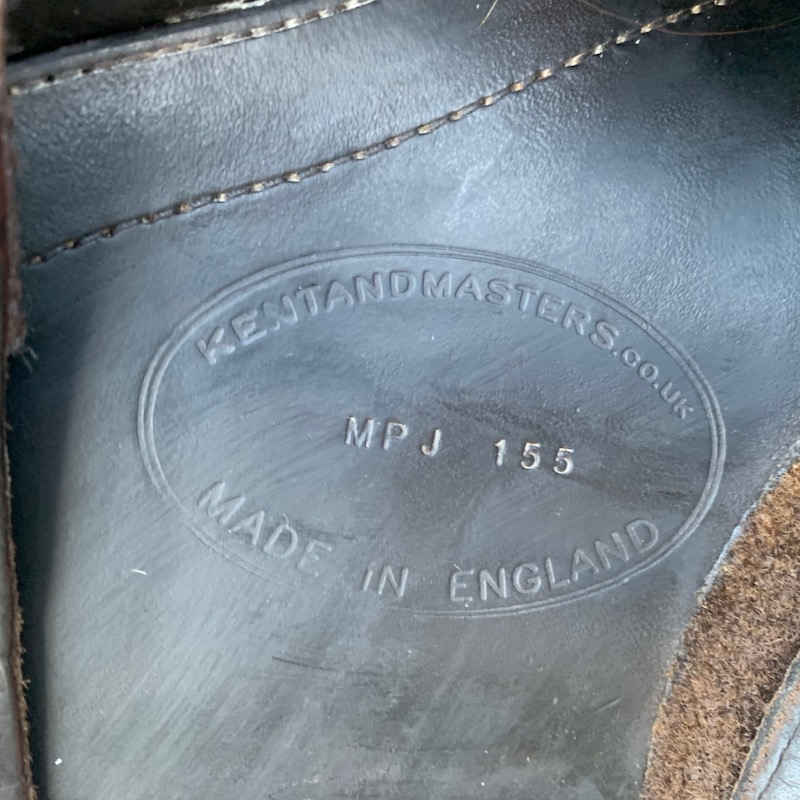 KENTANDMASTERS.CO.UK
MPJ 155
MADE IN ENGLAND